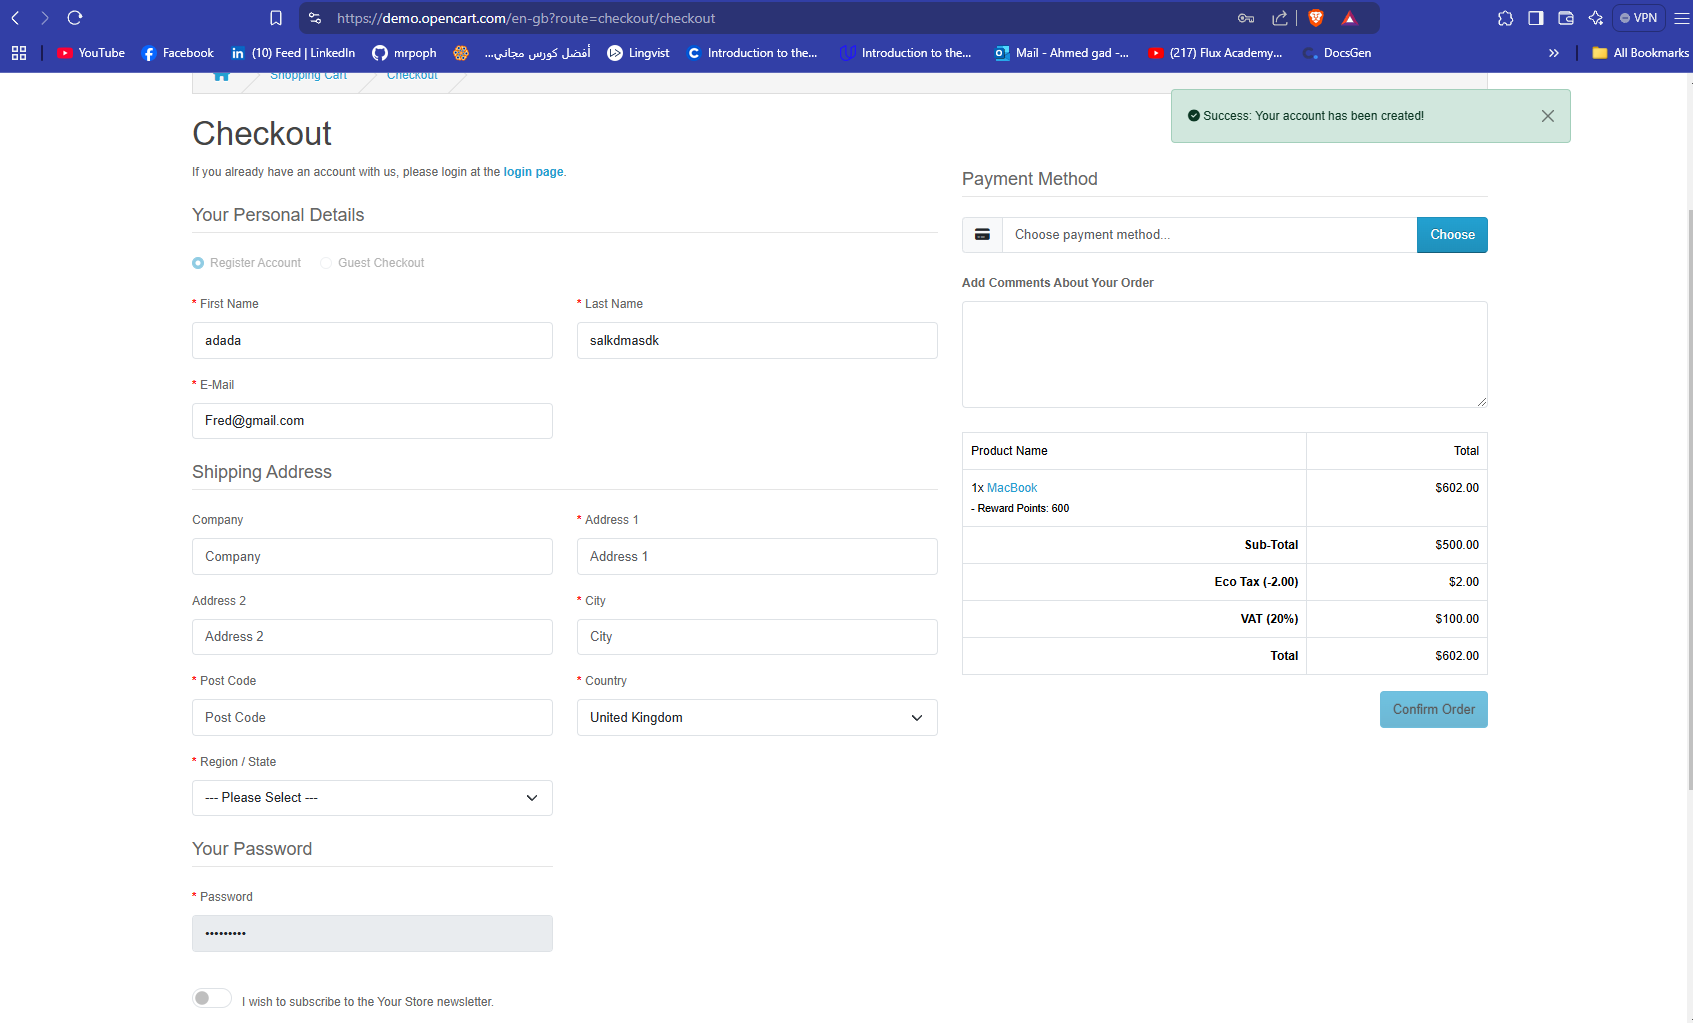 https://demo.opencart.com/en-gb?route=checkout/checkout
VPN
YouTube
Facebook
(10) Feed | LinkedIn
mrpoph
أفضل كورس مجاني...
Lingvist
Introduction to the...
Introduction to the...
Mail - Ahmed gad -...
(217) Flux Academy...
DocsGen
All Bookmarks
Shopping Cart
Checkout
Success: Your account has been created!
Checkout
If you already have an account with us, please login at the login page.
Your Personal Details
Register Account
Guest Checkout
* First Name
* Last Name
adada
salkdmasdk
* E-Mail
Fred@gmail.com
Shipping Address
Company
* Address 1
Company
Address 1
Address 2
* City
Address 2
City
* Post Code
* Country
Post Code
United Kingdom
* Region / State
--- Please Select ---
Your Password
* Password
•••••••••
I wish to subscribe to the Your Store newsletter.
Payment Method
Choose payment method...
Choose
Add Comments About Your Order
Product Name Total
1x MacBook $602.00
- Reward Points: 600
Sub-Total $500.00
Eco Tax (-2.00) $2.00
VAT (20%) $100.00
Total $602.00
Confirm Order